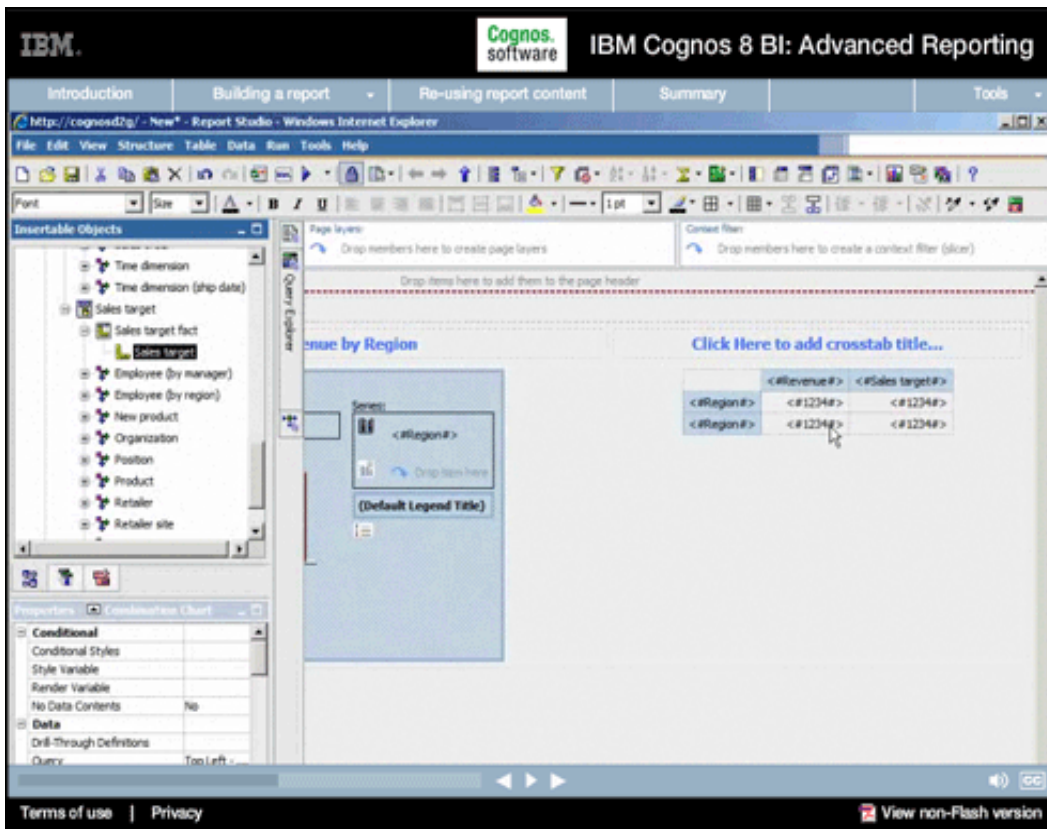 IBM.
Cognos.
software
IBM Cognos 8 BI: Advanced Reporting
Introduction
Building a report
Re-using report content
Summary
Tools
http://cognosd2q/ - New* - Report Studio - Windows Internet Explorer
File Edit View Structure Table Data Run Tools Help
Font
Size
B I U
1 pt
Insertable Objects
Time dimension
Time dimension (ship date)
Sales target
Sales target fact
Sales target
Employee (by manager)
Employee (by region)
New product
Organization
Position
Product
Retailer
Retailer site
Query Explorer
Page layers:
Drop members here to create page layers
Context filter:
Drop members here to create a context filter (slicer)
Drop items here to add them to the page header
enue by Region
Click Here to add crosstab title...
<#Revenue#> <#Sales target#>
<#Region#> <#1234#> <#1234#>
<#Region#> <#1234#> <#1234#>
Series:
<#Region#>
Drop item here
(Default Legend Title)
Properties Combination Chart
Conditional
Conditional Styles
Style Variable
Render Variable
No Data Contents No
Data
Drill-Through Definitions
Query Top Left - ...
CC
Terms of use | Privacy
View non-Flash version